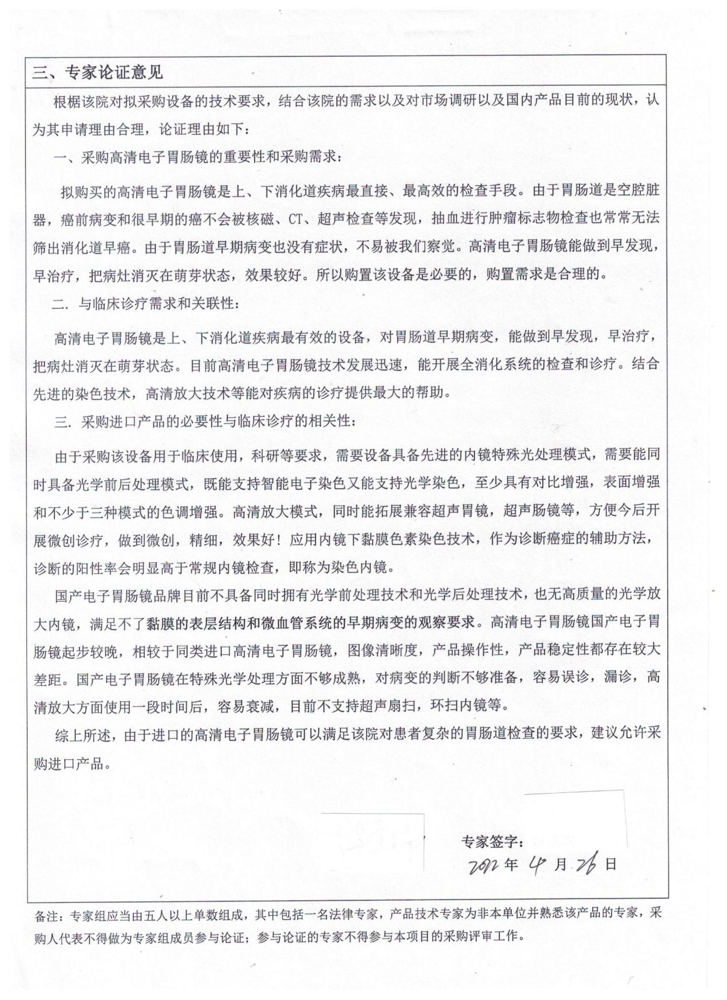 三、专家论证意见
根椐该院对拟采购设备的技术要求，结合该院的需求以及对市场调研以及国内产品目前的现状，认
为其申请理由合理，论证理由如下：
一、采购高清电子胃肠镜的重要性和采购需求：
拟购买的高清电子胃肠镜是上、下消化道疾病最直接、最高效的检查手段。由于胃肠道是空腔脏
器，癌前病变和很早期的癌不会被核磁、CT、超声检查等发现，抽血进行肿瘤标志物检查也常常无法
筛出消化道早癌。由于胃肠道早期病变也没有症状，不易被我们察觉。高清电子胃肠镜能做到早发现，
早治疗，把病灶消灭在萌芽状态，效果较好。所以购置该设备是必要的，购置需求是合理的。
二．与临床诊疗需求和关联性：
高清电子胃肠镜是上、下消化道疾病最有效的设备，对胃肠道早期病变，能做到早发现，早治疗，
把病灶消灭在萌芽状态。目前高清电子胃肠镜技术发展迅速，能开展全消化系统的检查和诊疗。结合
先进的染色技术，高清放大技术等能对疾病的诊疗提供最大的帮助。
三．采购进口产品的必要性与临床诊疗的相关性：
由于采购该设备用于临床使用，科研等要求，需要设备具备先进的内镜特殊光处理模式，需要能同
时具备光学前后处理模式，既能支持智能电子染色又能支持光学染色，至少具有对比增强，表面增强
和不少于三种模式的色调增强。高清放大模式，同时能拓展兼容超声胃镜，超声肠镜等，方便今后开
展微创诊疗，做到微创，精细，效果好！应用内镜下黏膜色素染色技术，作为诊断癌症的辅助方法，
诊断的阳性率会明显高于常规内镜检查，即称为染色内镜。
国产电子胃肠镜品牌目前不具备同时拥有光学前处理技术和光学后处理技术，也无高质量的光学放
大内镜，满足不了黏膜的表层结构和微血管系统的早期病变的观察要求。高清电子胃肠镜国产电子胃
肠镜起步较晚，相较于同类进口高清电子胃肠镜，图像清晰度，产品操作性，产品稳定性都存在较大
差距。国产电子胃肠镜在特殊光学处理方面不够成熟，对病变的判断不够准备，容易误诊，漏诊，高
清放大方面使用一段时间后，容易衰减，目前不支持超声扇扫，环扫内镜等。
综上所述，由于进口的高清电子胃肠镜可以满足该院对患者复杂的胃肠道检查的要求，建议允许采
购进口产品。
专家签字：
2022年 4 月 26 日
备注：专家组应当由五人以上单数组成，其中包括一名法律专家，产品技术专家为非本单位并熟悉该产品的专家，采
购人代表不得做为专家组成员参与论证；参与论证的专家不得参与本项目的采购评审工作。